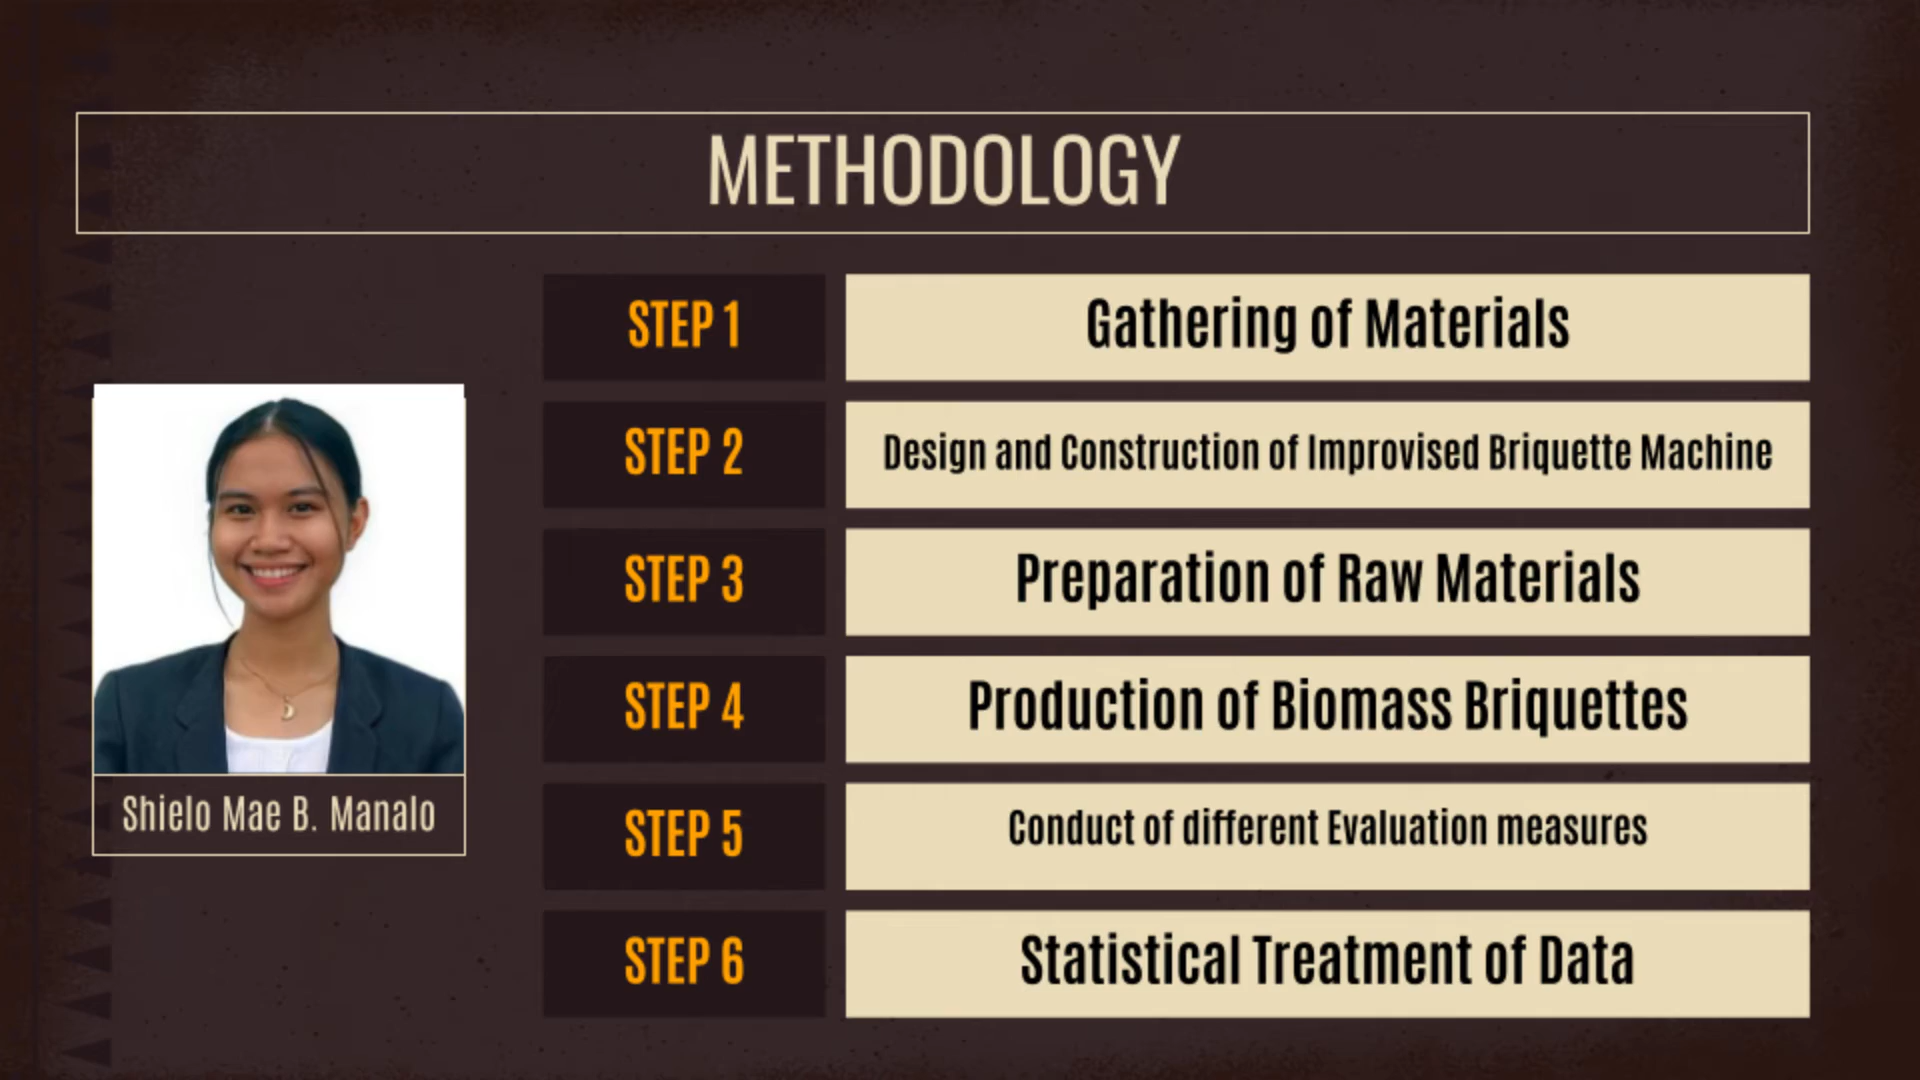 METHODOLOGY
STEP 1
Gathering of Materials
STEP 2
Design and Construction of Improvised Briquette Machine
STEP 3
Preparation of Raw Materials
STEP 4
Production of Biomass Briquettes
STEP 5
Conduct of different Evaluation measures
STEP 6
Statistical Treatment of Data
Shielo Mae B. Manalo